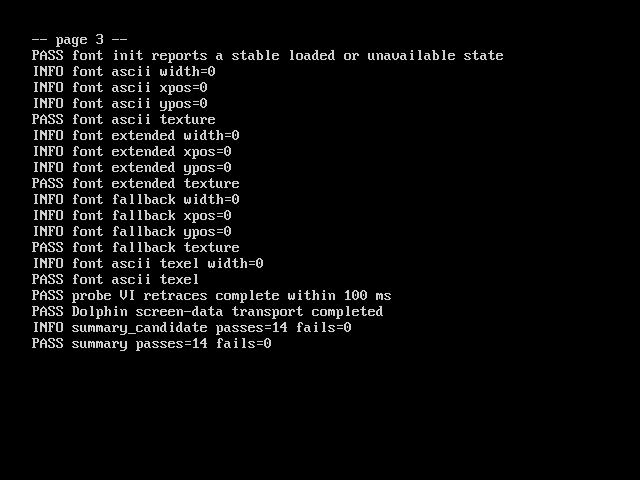 -- page 3 --
PASS font init reports a stable loaded or unavailable state
INFO font ascii width=0
INFO font ascii xpos=0
INFO font ascii ypos=0
PASS font ascii texture
INFO font extended width=0
INFO font extended xpos=0
INFO font extended ypos=0
PASS font extended texture
INFO font fallback width=0
INFO font fallback xpos=0
INFO font fallback ypos=0
PASS font fallback texture
INFO font ascii texel width=0
PASS font ascii texel
PASS probe VI retraces complete within 100 ms
PASS Dolphin screen-data transport completed
INFO summary_candidate passes=14 fails=0
PASS summary passes=14 fails=0